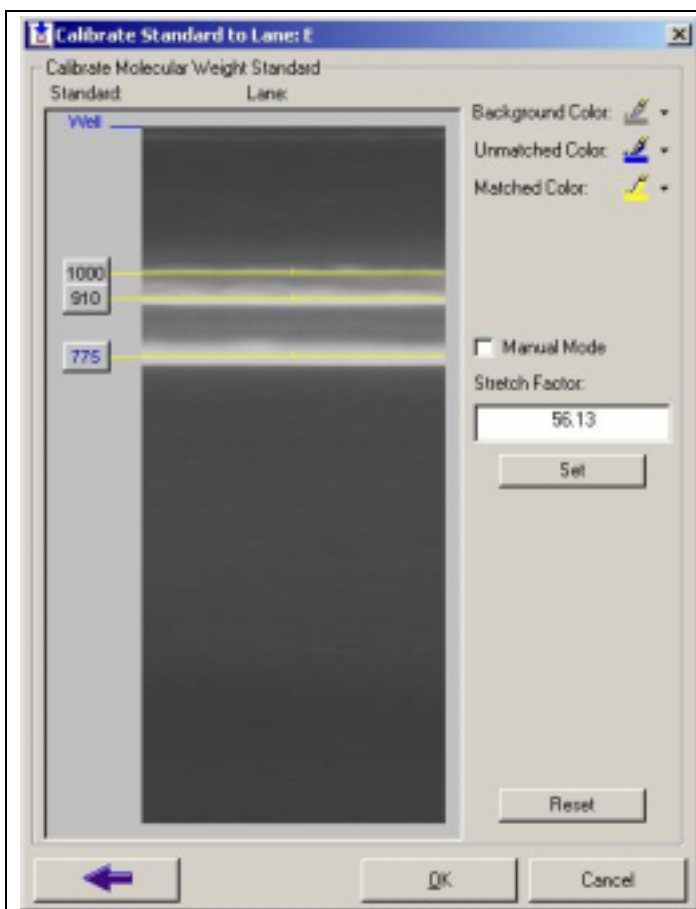 Calibrate Standard to Lane: E
Calibrate Molecular Weight Standard
Standard: Lane:
Well
1000
910
775
Background Color:
Unmatched Color:
Matched Color:
Manual Mode
Stretch Factor:
56.13
Set
Reset
OK
Cancel